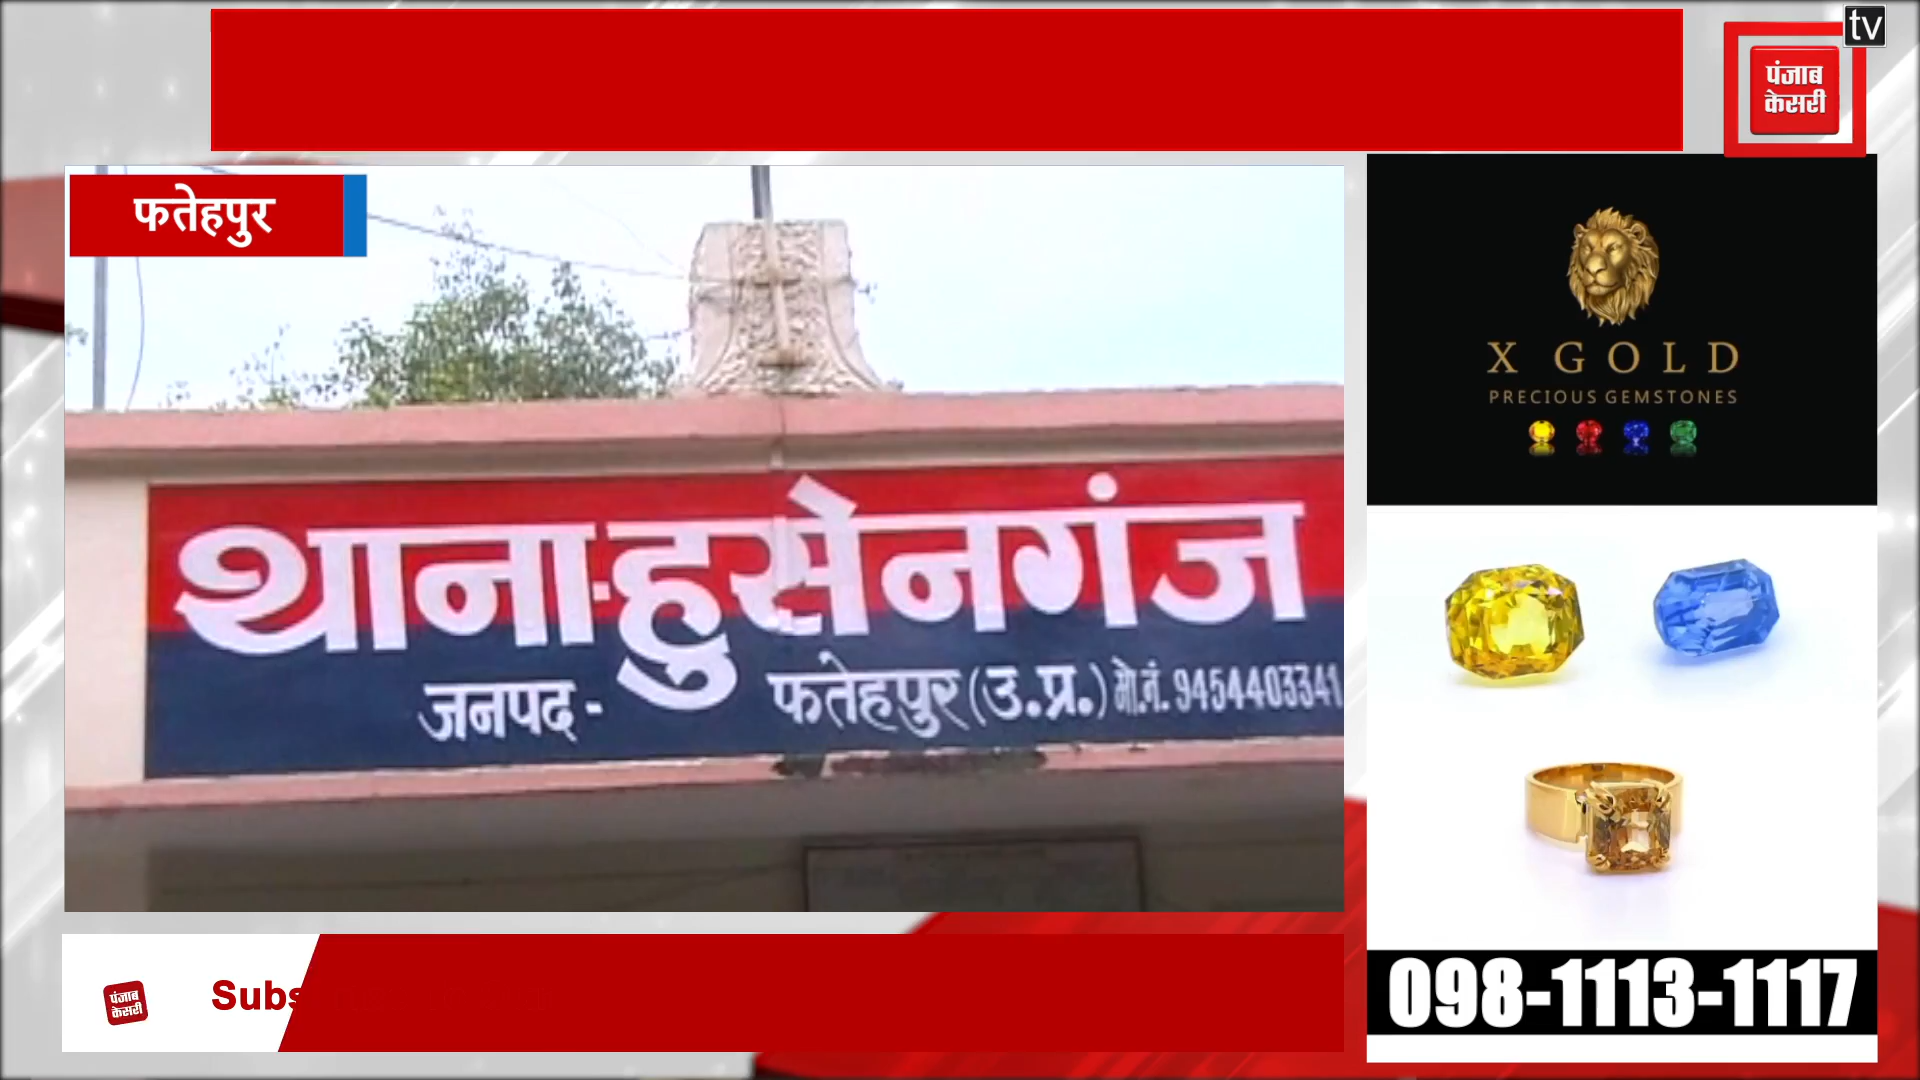 tv
पंजाब
केसरी
फतेहपुर
थाना-हुसेनगंज
जनपद - फतेहपुर (उ.प्र.) मो.नं. 9454403341
X GOLD
PRECIOUS GEMSTONES
098-1113-1117
पंजाब
केसरी
Subs